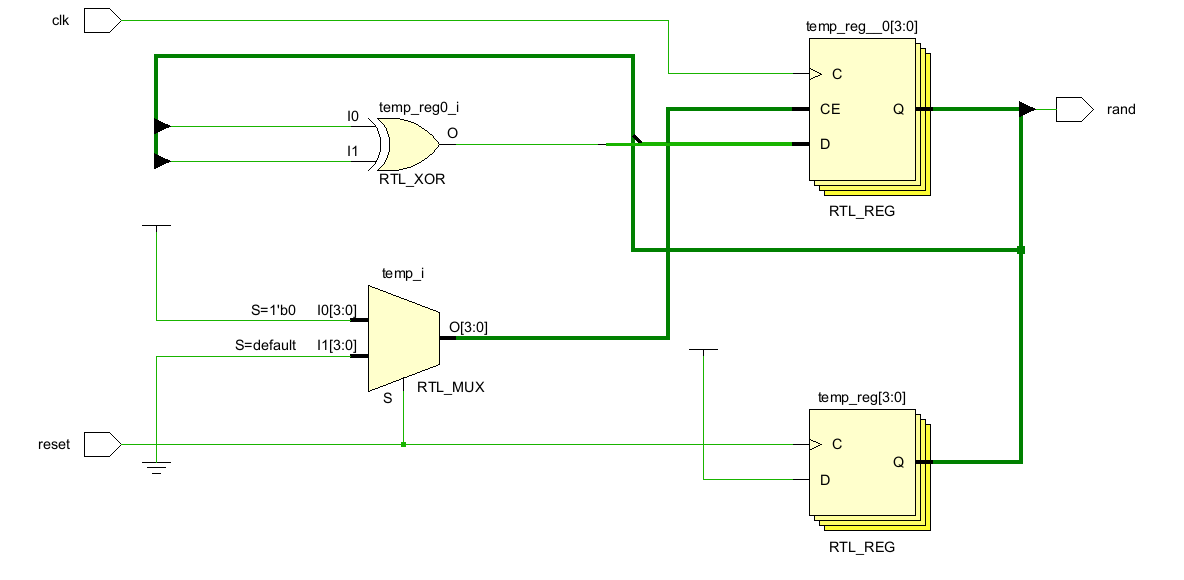 clk
temp_reg__0[3:0]
C
CE
Q
D
RTL_REG
rand
temp_reg0_i
I0
I1
O
RTL_XOR
temp_i
S=1'b0
I0[3:0]
S=default
I1[3:0]
O[3:0]
S
RTL_MUX
reset
temp_reg[3:0]
C
Q
D
RTL_REG